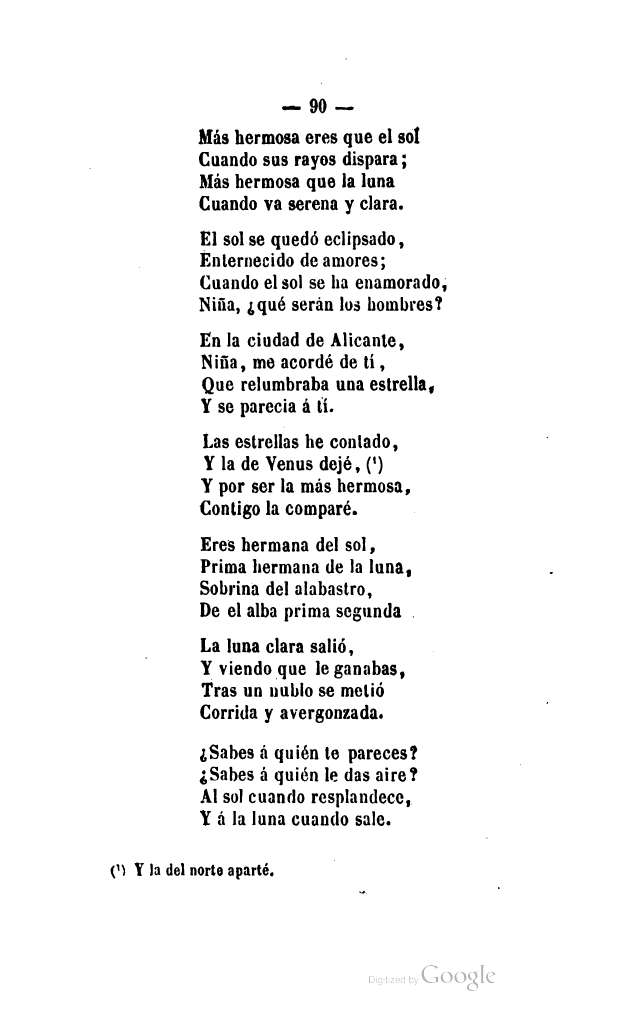 — 90 —
Más hermosa eres que el sol
Cuando sus rayos dispara;
Más hermosa que la luna
Cuando va serena y clara.
El sol se quedó eclipsado,
Enternecido de amores;
Cuando el sol se ha enamorado,
Niña, ¿qué serán los hombres?
En la ciudad de Alicante,
Niña, me acordé de tí,
Que relumbraba una estrella,
Y se parecia á tí.
Las estrellas he contado,
Y la de Venus dejé, (¹)
Y por ser la más hermosa,
Contigo la comparé.
Eres hermana del sol,
Prima hermana de la luna,
Sobrina del alabastro,
De el alba prima segunda
La luna clara salió,
Y viendo que le ganabas,
Tras un nublo se metió
Corrida y avergonzada.
¿Sabes á quién te pareces?
¿Sabes á quién le das aire?
Al sol cuando resplandece,
Y á la luna cuando sale.
(¹) Y la del norte aparté.
Digitized by Google